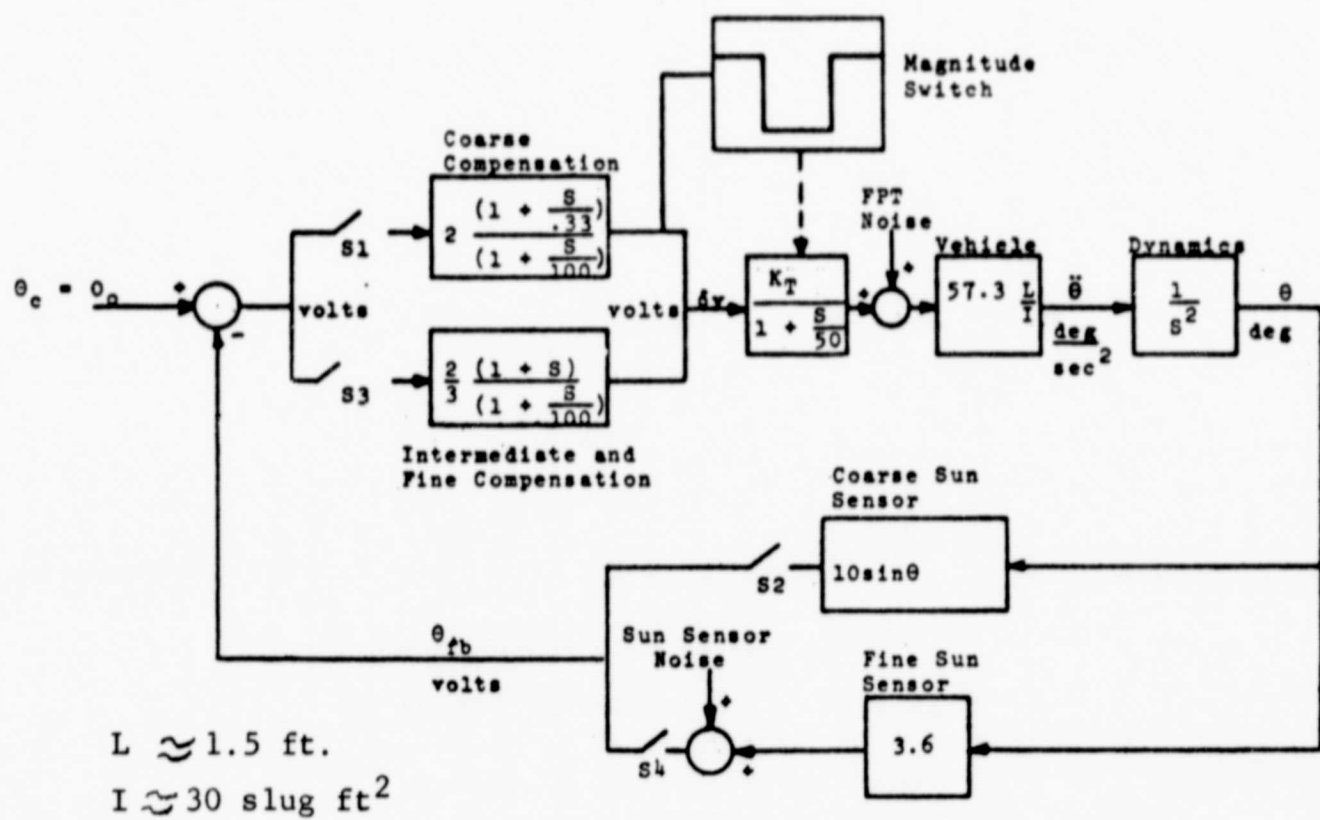 Magnitude
Switch
Coarse
Compensation
2 (1 + S/.33)
(1 + S/100)
S1
θc = 0o
+
-
volts
volts
δv
KT
1 + S/50
FPT
Noise
+
+
Vehicle
57.3 L/I
θ̈
deg
sec2
Dynamics
1
S2
θ
deg
S3
2/3 (1 + S)
(1 + S/100)
Intermediate and
Fine Compensation
Coarse Sun
Sensor
10sinθ
S2
θfb
volts
Sun Sensor
Noise
+
+
S4
Fine Sun
Sensor
3.6
L ≈ 1.5 ft.
I ≈ 30 slug ft2